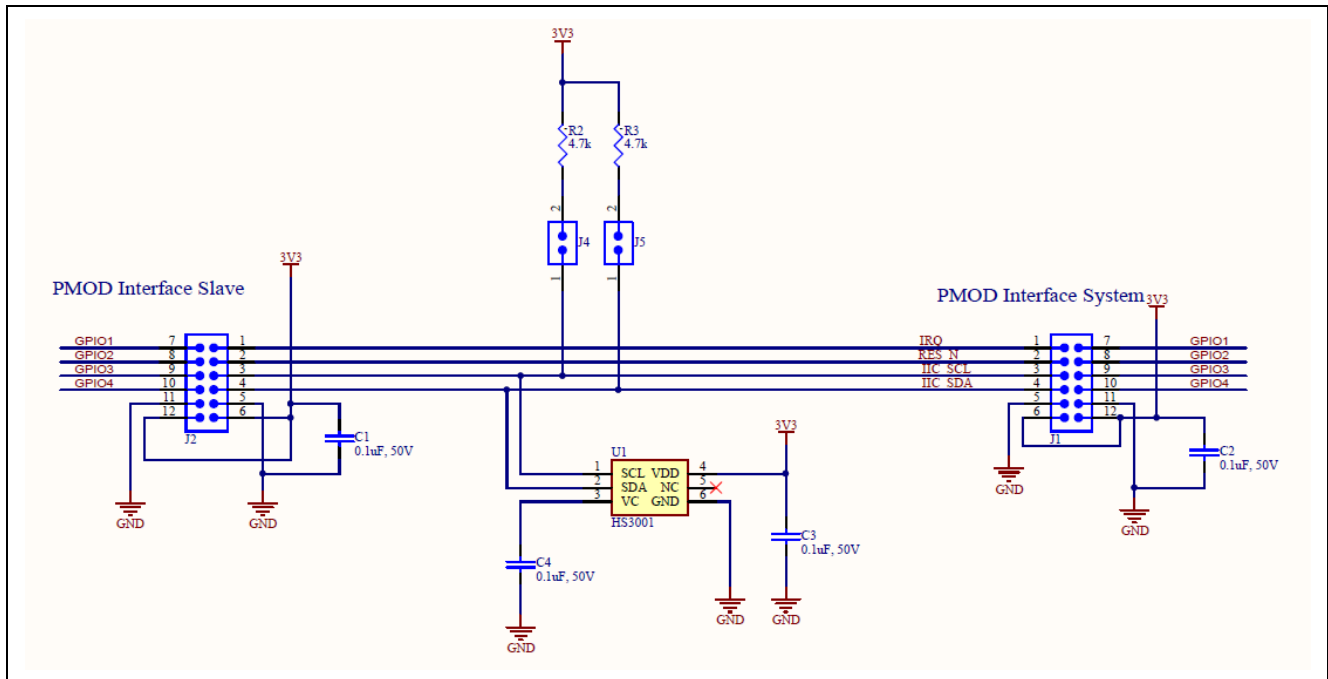 3V3
R2
4.7k
R3
4.7k
2
2
J4
J5
1
1
3V3
PMOD Interface Slave
PMOD Interface System
3V3
GPIO1
7
1
IRQ
1
7
GPIO1
GPIO2
8
2
RES_N
2
8
GPIO2
GPIO3
9
3
IIC_SCL
3
9
GPIO3
GPIO4
10
4
IIC_SDA
4
10
GPIO4
11
5
5
11
12
6
6
12
J2
J1
C1
0.1uF, 50V
C2
0.1uF, 50V
3V3
U1
1
SCL VDD
4
2
SDA NC
5
3
VC GND
6
HS3001
GND
GND
GND
GND
C3
0.1uF, 50V
C4
0.1uF, 50V
GND
GND
GND